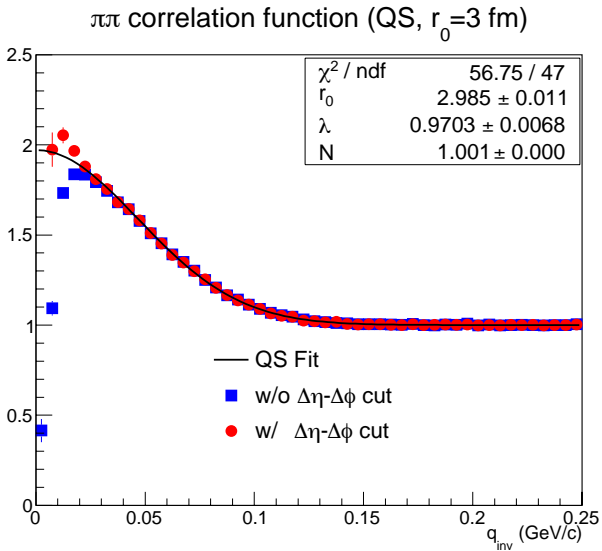 ππ correlation function (QS, r₀=3 fm)
χ² / ndf 56.75 / 47
r₀ 2.985 ± 0.011
λ 0.9703 ± 0.0068
N 1.001 ± 0.000
2.5
2
1.5
1
0.5
0
QS Fit
w/o Δη-Δϕ cut
w/ Δη-Δϕ cut
0 0.05 0.1 0.15 0.2 0.25
q_inv (GeV/c)